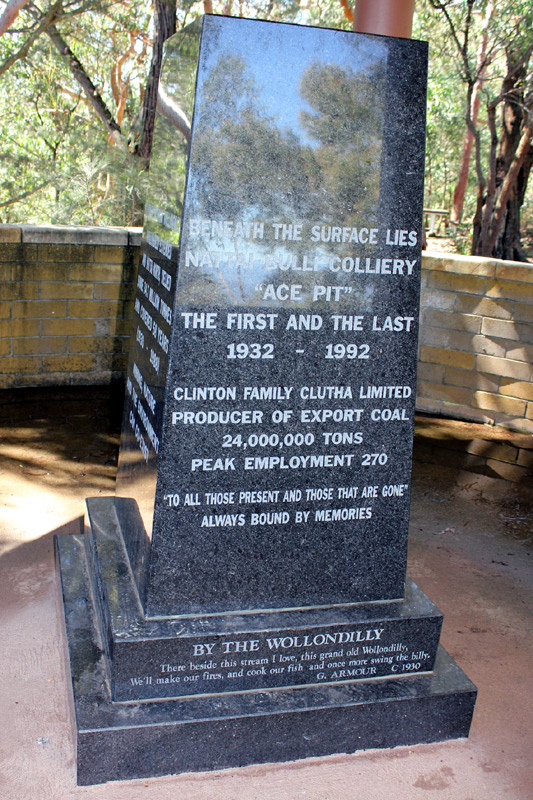 BENEATH THE SURFACE LIES
NATTAI BULLI COLLIERY
"ACE PIT"
THE FIRST AND THE LAST
1932 - 1992
CLINTON FAMILY CLUTHA LIMITED
PRODUCER OF EXPORT COAL
24,000,000 TONS
PEAK EMPLOYMENT 270
"TO ALL THOSE PRESENT AND THOSE THAT ARE GONE"
ALWAYS BOUND BY MEMORIES
BY THE WOLLONDILLY
There beside this stream I love, this grand old Wollondilly,
We'll make our fires, and cook our fish and once more swing the billy.
G. ARMOUR C 1930